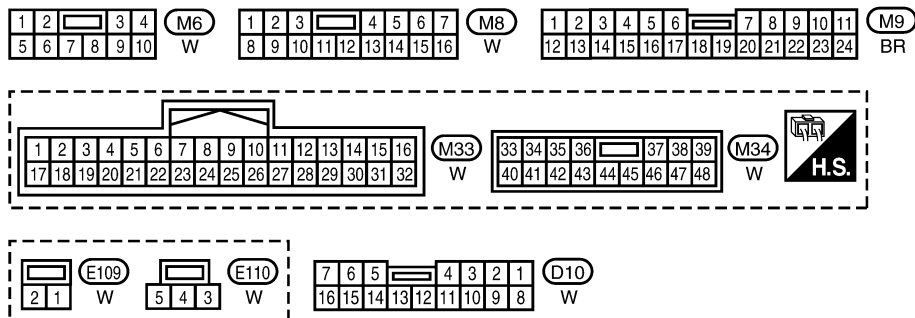 1 2 3 4 M6
5 6 7 8 9 10 W
1 2 3 4 5 6 7 M8
8 9 10 11 12 13 14 15 16 W
1 2 3 4 5 6 7 8 9 10 11 M9
12 13 14 15 16 17 18 19 20 21 22 23 24 BR
1 2 3 4 5 6 7 8 9 10 11 12 13 14 15 16 M33
17 18 19 20 21 22 23 24 25 26 27 28 29 30 31 32 W
33 34 35 36 37 38 39 M34
40 41 42 43 44 45 46 47 48 W
H.S.
E109
2 1 W
E110
5 4 3 W
7 6 5 4 3 2 1 D10
16 15 14 13 12 11 10 9 8 W